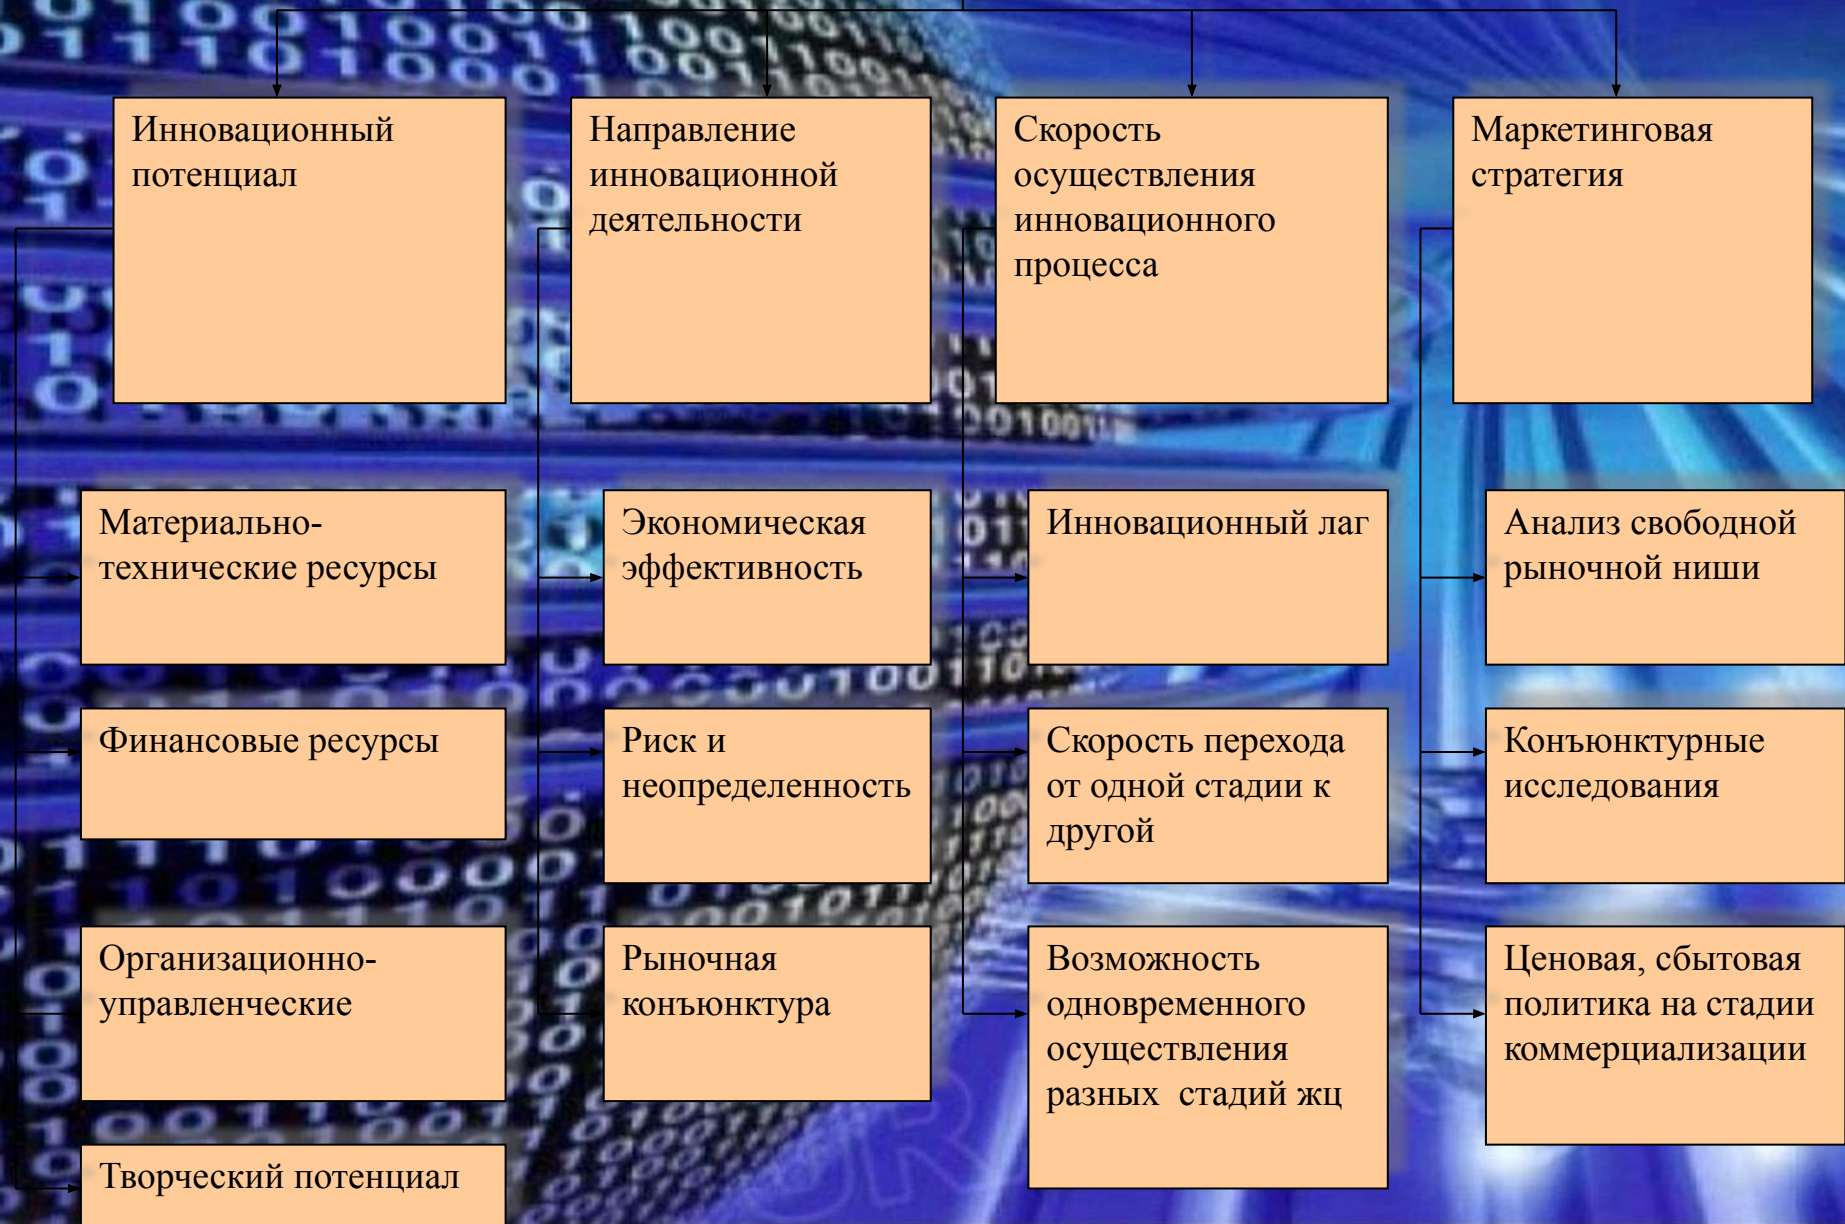 Инновационный
потенциал
Направление
инновационной
деятельности
Скорость
осуществления
инновационного
процесса
Маркетинговая
стратегия
Материально-
технические ресурсы
Экономическая
эффективность
Инновационный лаг
Анализ свободной
рыночной ниши
Финансовые ресурсы
Риск и
неопределенность
Скорость перехода
от одной стадии к
другой
Конъюнктурные
исследования
Организационно-
управленческие
Рыночная
конъюнктура
Возможность
одновременного
осуществления
разных  стадий жц
Ценовая, сбытовая
политика на стадии
коммерциализации
Творческий потенциал